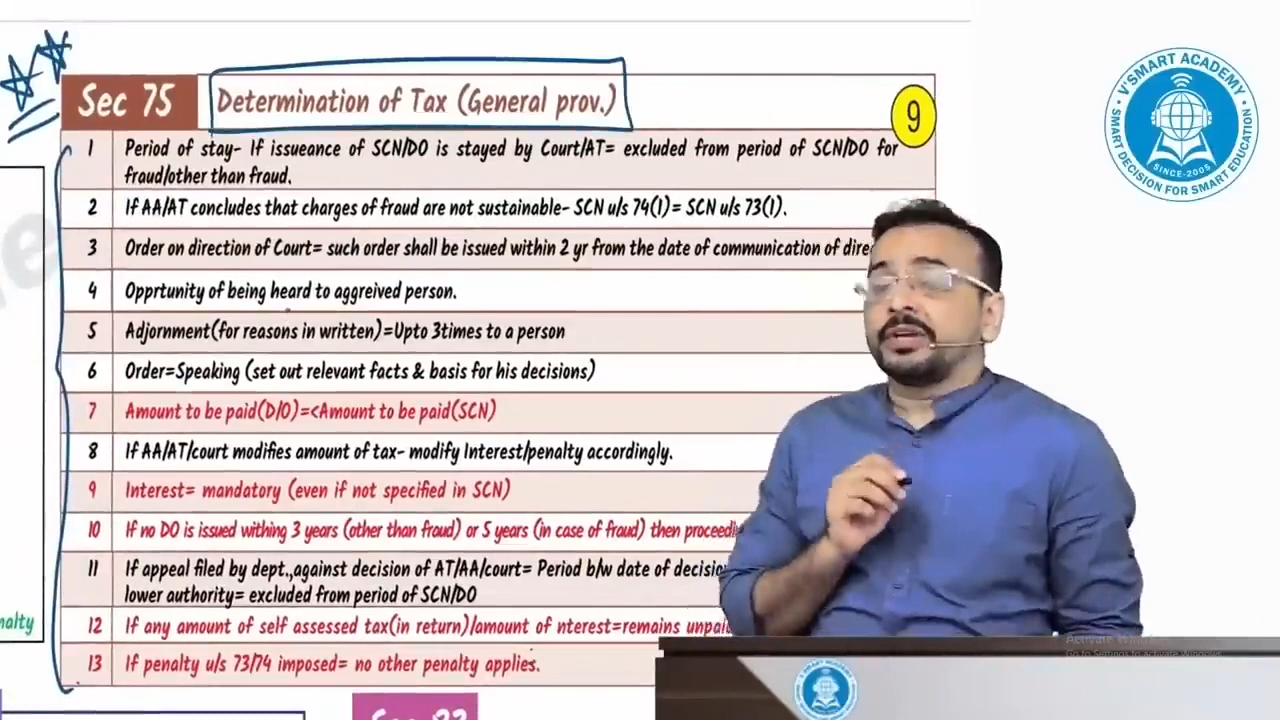 Sec 75
Determination of Tax (General prov.)
9
1 Period of stay- If issueance of SCN/DO is stayed by Court/AT= excluded from period of SCN/DO for
fraud/other than fraud.
2 If AA/AT concludes that charges of fraud are not sustainable- SCN u/s 74(1)= SCN u/s 73(1).
3 Order on direction of Court= such order shall be issued within 2 yr from the date of communication of
4 Opprtunity of being heard to aggreived person.
5 Adjornment(for reasons in written)=Upto 3times to a person
6 Order=Speaking (set out relevant facts & basis for his decisions)
7 Amount to be paid(D/O)=<Amount to be paid(SCN)
8 If AA/AT/court modifies amount of tax- modify Interest/penalty accordingly.
9 Interest= mandatory (even if not specified in SCN)
10 If no DO is issued withing 3 years (other than fraud) or 5 years (in case of fraud) then
11 If appeal filed by dept.,against decision of AT/AA/court= Period b/w date of
lower authority= excluded from period of SCN/DO
12 If any amount of self assessed tax(in return)/amount of nterest=remains
13 If penalty u/s 73/74 imposed= no other penalty applies.
V'SMART ACADEMY
SINCE-2005
SMART DECISION FOR SMART EDUCATION
Activate Windows
Go to Settings to activate Windows.